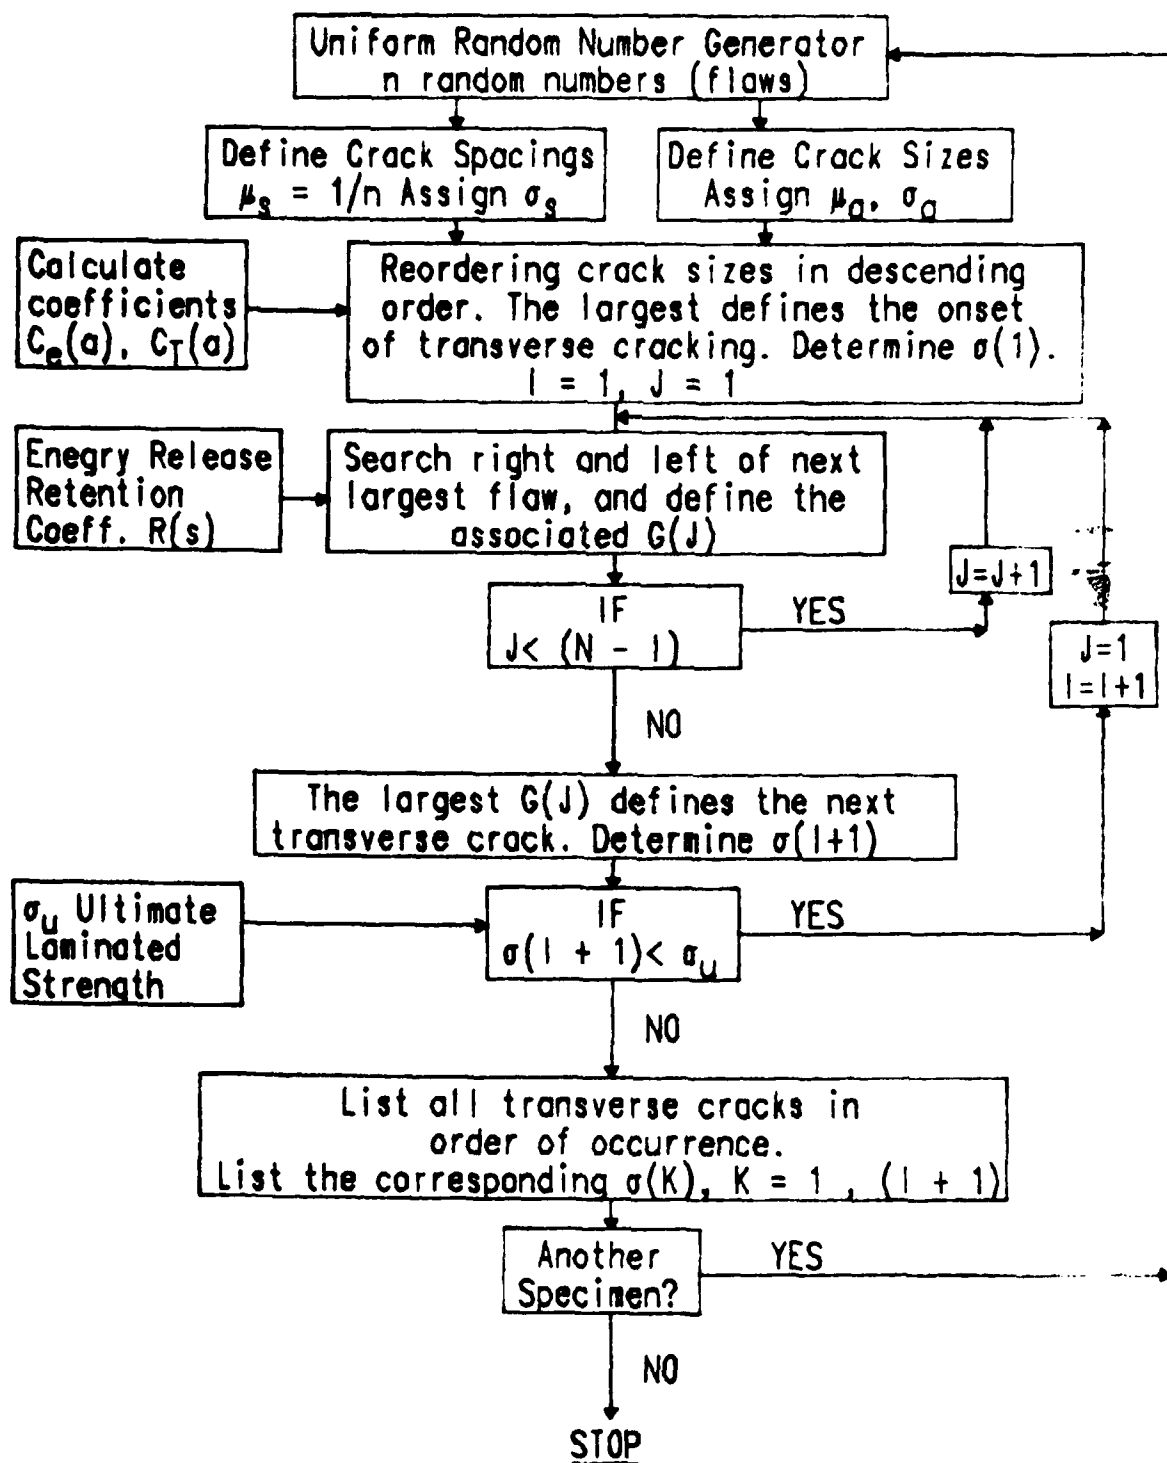 Uniform Random Number Generator
n random numbers (flaws)
Define Crack Spacings
μs = 1/n Assign σs
Define Crack Sizes
Assign μa, σa
Calculate
coefficients
Ce(a), CT(a)
Reordering crack sizes in descending
order. The largest defines the onset
of transverse cracking. Determine σ(1).
I = 1, J = 1
Enegry Release
Retention
Coeff. R(s)
Search right and left of next
largest flaw, and define the
associated G(J)
J=J+1
IF
J< (N - I)
YES
J=1
I=I+1
NO
The largest G(J) defines the next
transverse crack. Determine σ(I+1)
σu Ultimate
Laminated
Strength
IF
σ(I + 1)< σu
YES
NO
List all transverse cracks in
order of occurrence.
List the corresponding σ(K), K = 1 , (I + 1)
Another
Specimen?
YES
NO
STOP